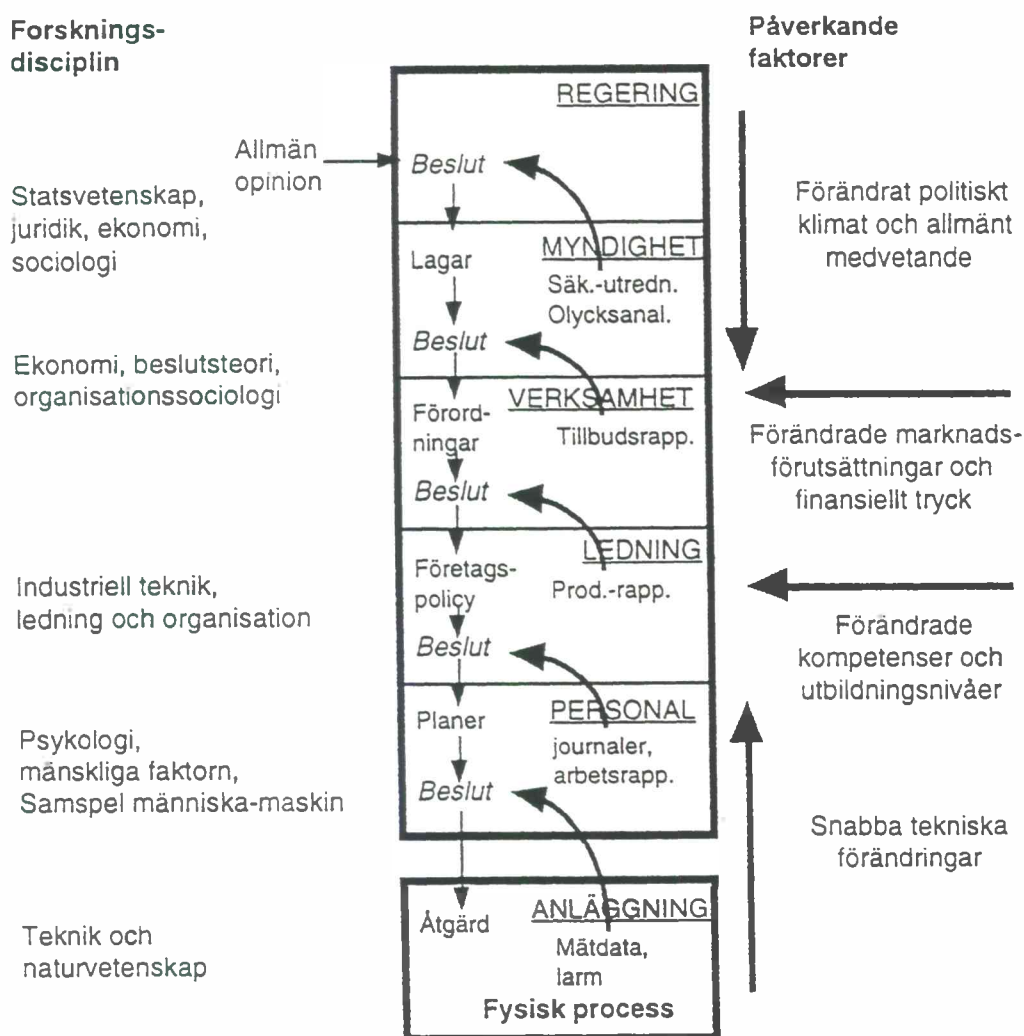 Forsknings-
disciplin
Påverkande
faktorer
REGERING
Allmän
opinion
Beslut
Statsvetenskap,
juridik, ekonomi,
sociologi
Förändrat politiskt
klimat och allmänt
medvetande
MYNDIGHET
Lagar
Säk.-utredn.
Olycksanal.
Beslut
Ekonomi, beslutsteori,
organisationssociologi
VERKSAMHET
Förord-
ningar
Tillbudsrapp.
Beslut
Förändrade marknads-
förutsättningar och
finansiellt tryck
LEDNING
Företags-
policy
Prod.-rapp.
Beslut
Industriell teknik,
ledning och organisation
Förändrade
kompetenser och
utbildningsnivåer
PERSONAL
Planer
journaler,
arbetsrapp.
Beslut
Psykologi,
mänskliga faktorn,
Samspel människa-maskin
Snabba tekniska
förändringar
ANLÄGGNING
Åtgärd
Mätdata,
larm
Fysisk process
Teknik och
naturvetenskap